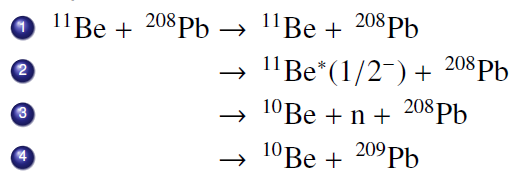 1 ¹¹Be + ²⁰⁸Pb → ¹¹Be + ²⁰⁸Pb
2 → ¹¹Be*(1/2⁻) + ²⁰⁸Pb
3 → ¹⁰Be + n + ²⁰⁸Pb
4 → ¹⁰Be + ²⁰⁹Pb